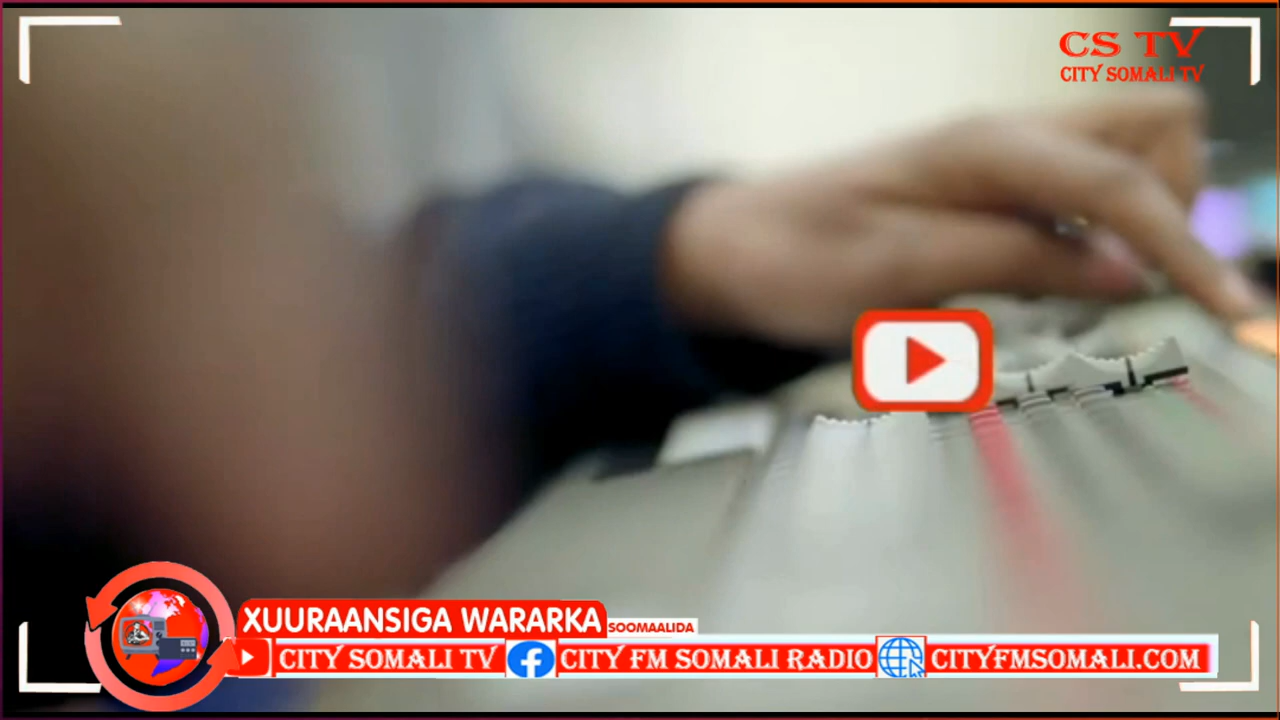 CS TV
CITY SOMALI TV
XUURAANSIGA WARARKA
SOOMAALIDA
CITY SOMALI TV CITY FM SOMALI RADIO CITYFMSOMALI.COM